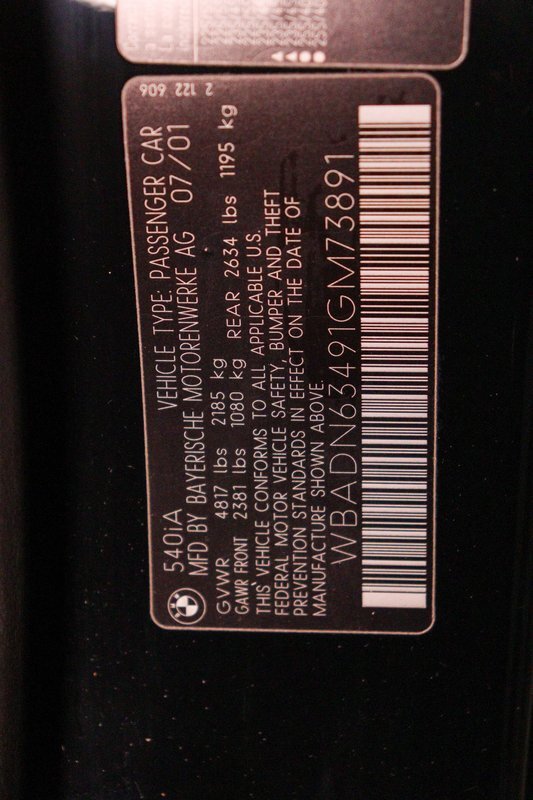 540iA VEHICLE TYPE: PASSENGER CAR
MFD BY BAYERISCHE MOTORENWERKE AG 07/01
GVWR 4817 lbs 2185 kg
GAWR FRONT 2381 lbs 1080 kg REAR 2634 lbs 1195 kg
THIS VEHICLE CONFORMS TO ALL APPLICABLE U.S.
FEDERAL MOTOR VEHICLE SAFETY, BUMPER AND THEFT
PREVENTION STANDARDS IN EFFECT ON THE DATE OF
MANUFACTURE SHOWN ABOVE.
WBADN63491GM73891
2 122 606